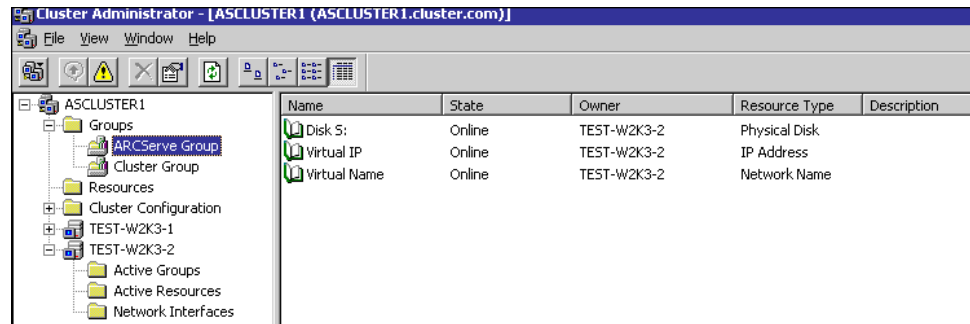 Cluster Administrator - [ASCLUSTER1 (ASCLUSTER1.cluster.com)]
File View Window Help
ASCLUSTER1
Groups
ARCServe Group
Cluster Group
Resources
Cluster Configuration
TEST-W2K3-1
TEST-W2K3-2
Active Groups
Active Resources
Network Interfaces
Name State Owner Resource Type Description
Disk S: Online TEST-W2K3-2 Physical Disk
Virtual IP Online TEST-W2K3-2 IP Address
Virtual Name Online TEST-W2K3-2 Network Name